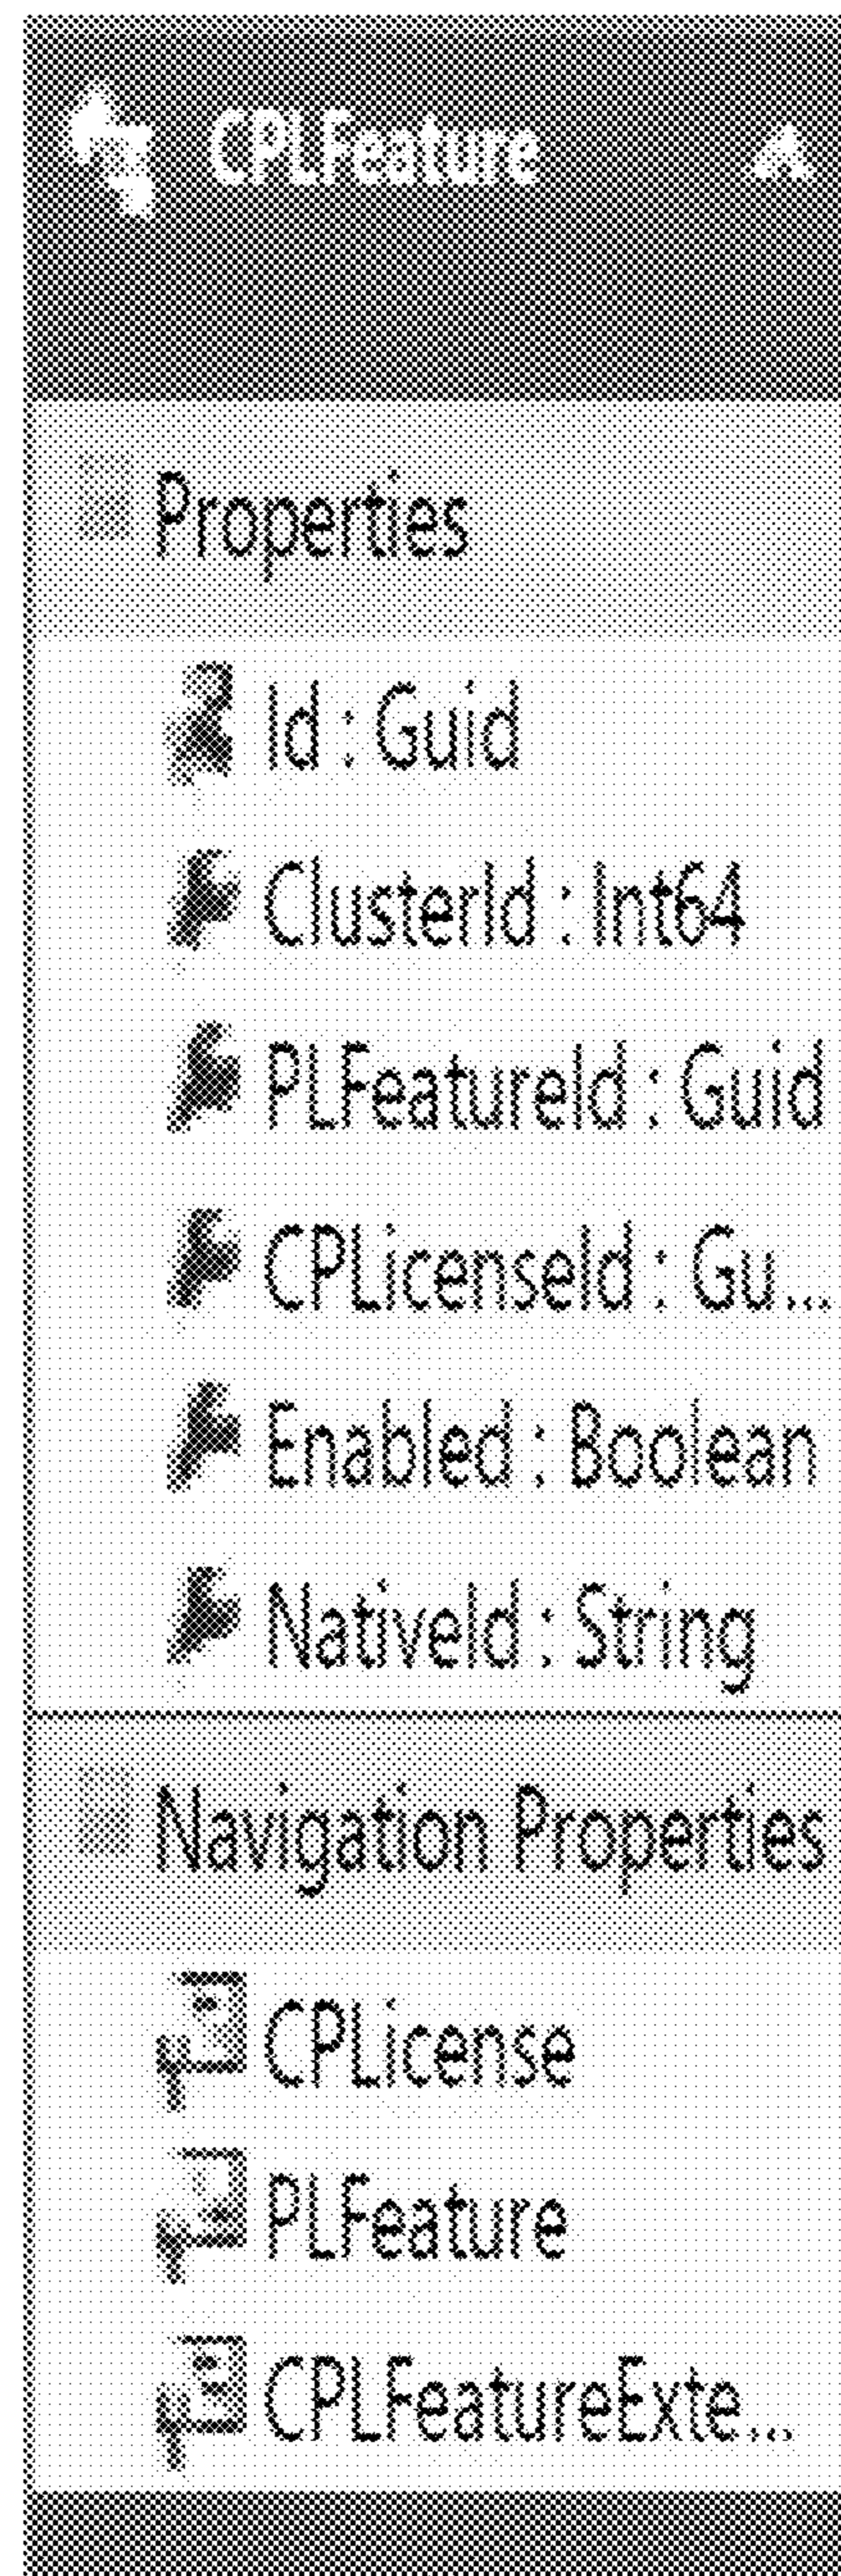 CPLFeature
Properties
Id : Guid
ClusterId : Int64
PLFeatureId : Guid
CPLicenseId : Gu...
Enabled : Boolean
NativeId : String
Navigation Properties
CPLicense
PLFeature
CPLFeatureExte...